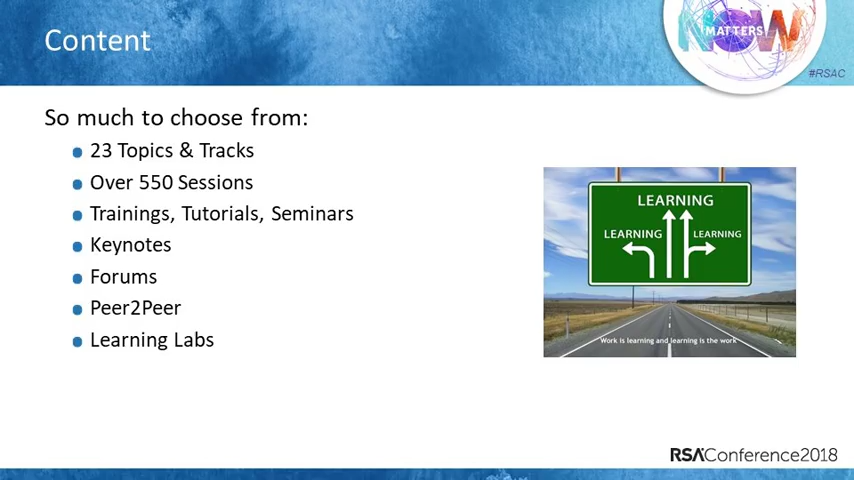 Content
NOW
MATTERS
#RSAC
So much to choose from:
23 Topics & Tracks
Over 550 Sessions
Trainings, Tutorials, Seminars
Keynotes
Forums
Peer2Peer
Learning Labs
LEARNING
LEARNING
LEARNING
Work is learning and learning is the work
RSAConference2018